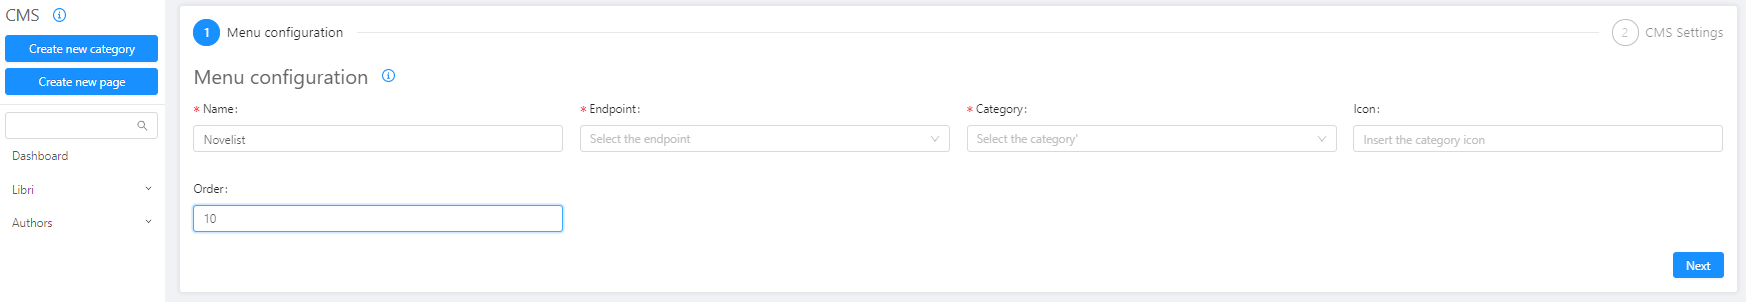 CMS
Create new category
Create new page
Dashboard
Libri
Authors
1 Menu configuration
2 CMS Settings
Menu configuration
* Name:
Novelist
* Endpoint:
Select the endpoint
* Category:
Select the category'
Icon:
Insert the category icon
Order:
10
Next